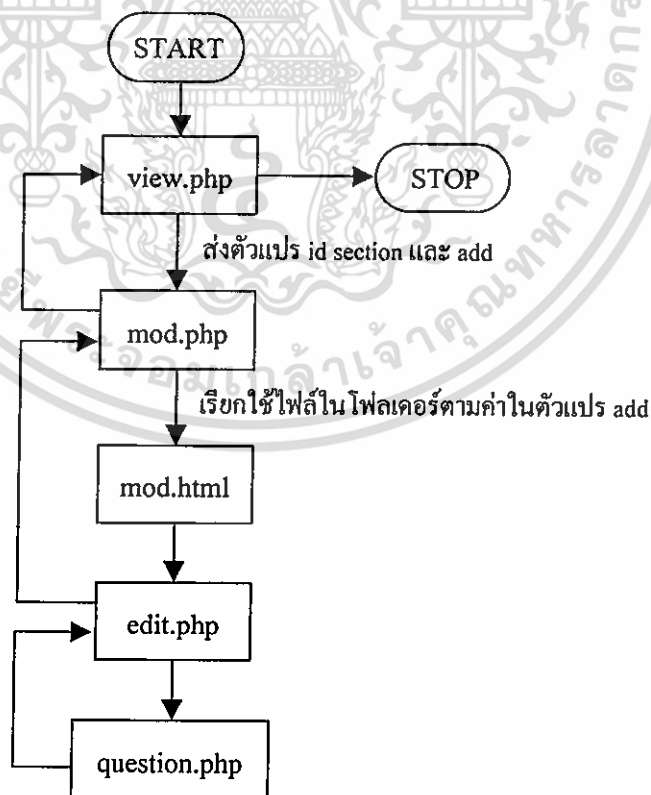 START
view.php
STOP
ส่งตัวแปร id section และ add
mod.php
เรียกใช้ไฟล์ในโฟลเดอร์ตามค่าในตัวแปร add
mod.html
edit.php
question.php